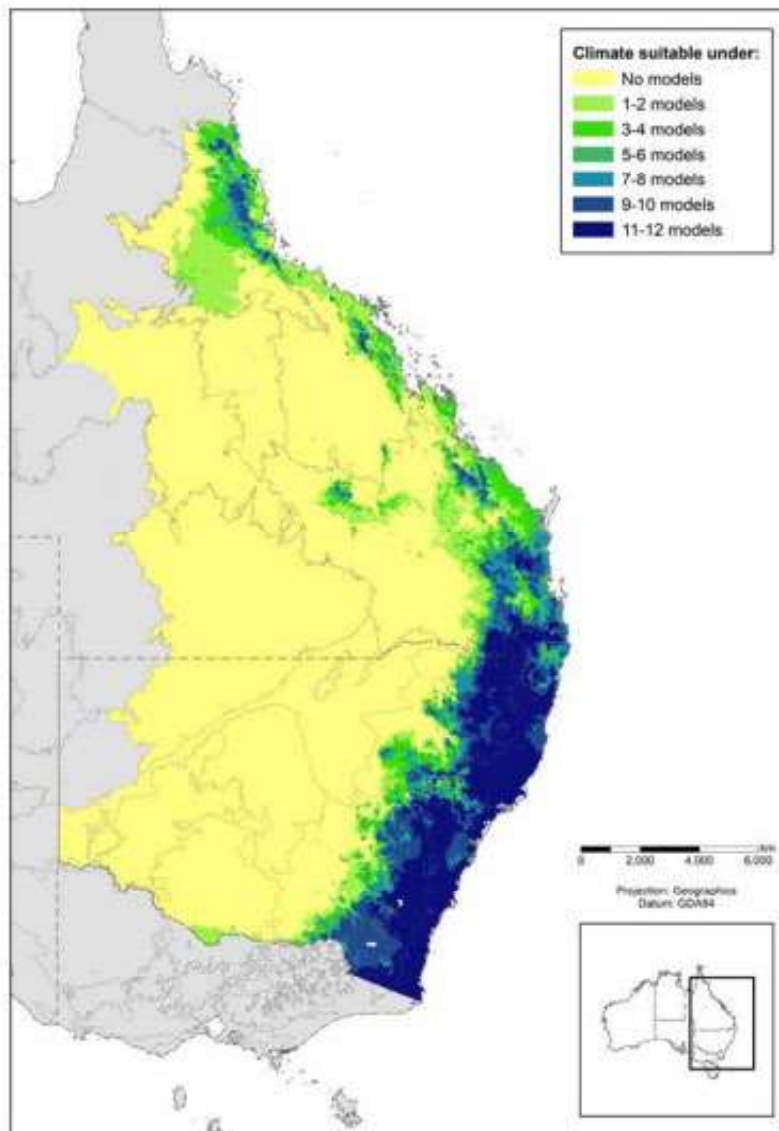 Climate suitable under:
No models
1-2 models
3-4 models
5-6 models
7-8 models
9-10 models
11-12 models
km
0 2,000 4,000 6,000
Projection: Geographics
Datum: GDA94